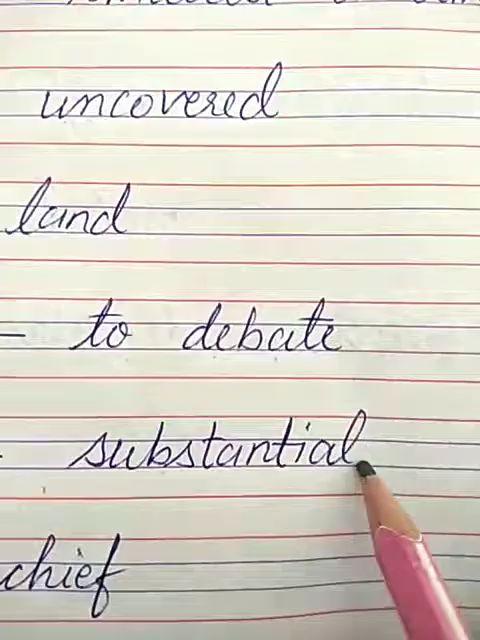 uncovered
land
- to debate
- substantial
chief